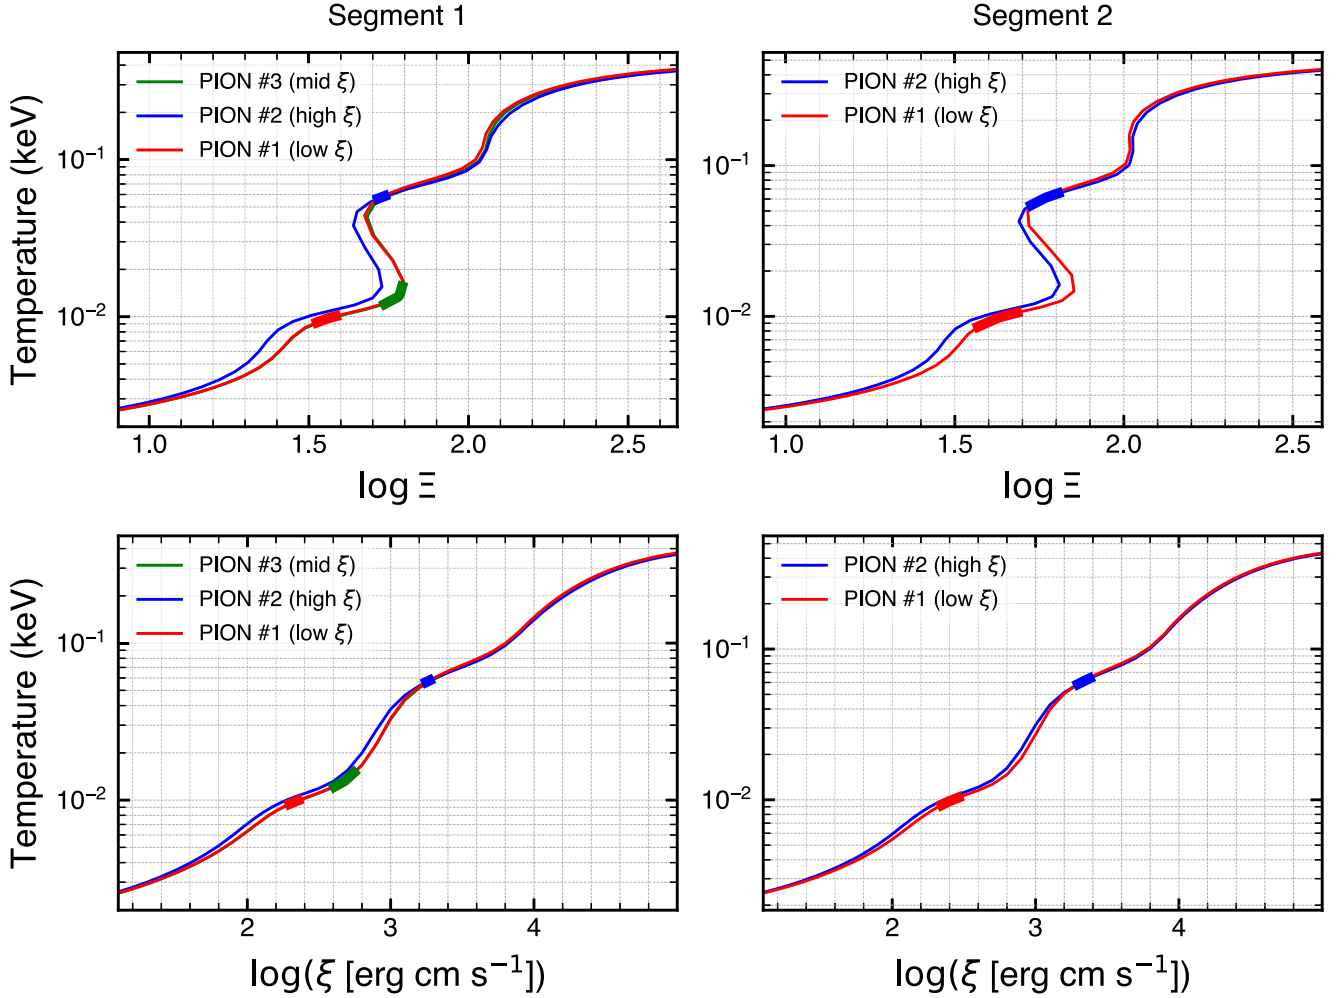 Segment 1
Segment 2
Temperature (keV)
10⁻¹
10⁻²
PION #3 (mid ξ)
PION #2 (high ξ)
PION #1 (low ξ)
1.0 1.5 2.0 2.5
log Ξ
10⁻¹
10⁻²
PION #2 (high ξ)
PION #1 (low ξ)
1.0 1.5 2.0 2.5
log Ξ
Temperature (keV)
10⁻¹
10⁻²
PION #3 (mid ξ)
PION #2 (high ξ)
PION #1 (low ξ)
2 3 4
log(ξ [erg cm s⁻¹])
10⁻¹
10⁻²
PION #2 (high ξ)
PION #1 (low ξ)
2 3 4
log(ξ [erg cm s⁻¹])